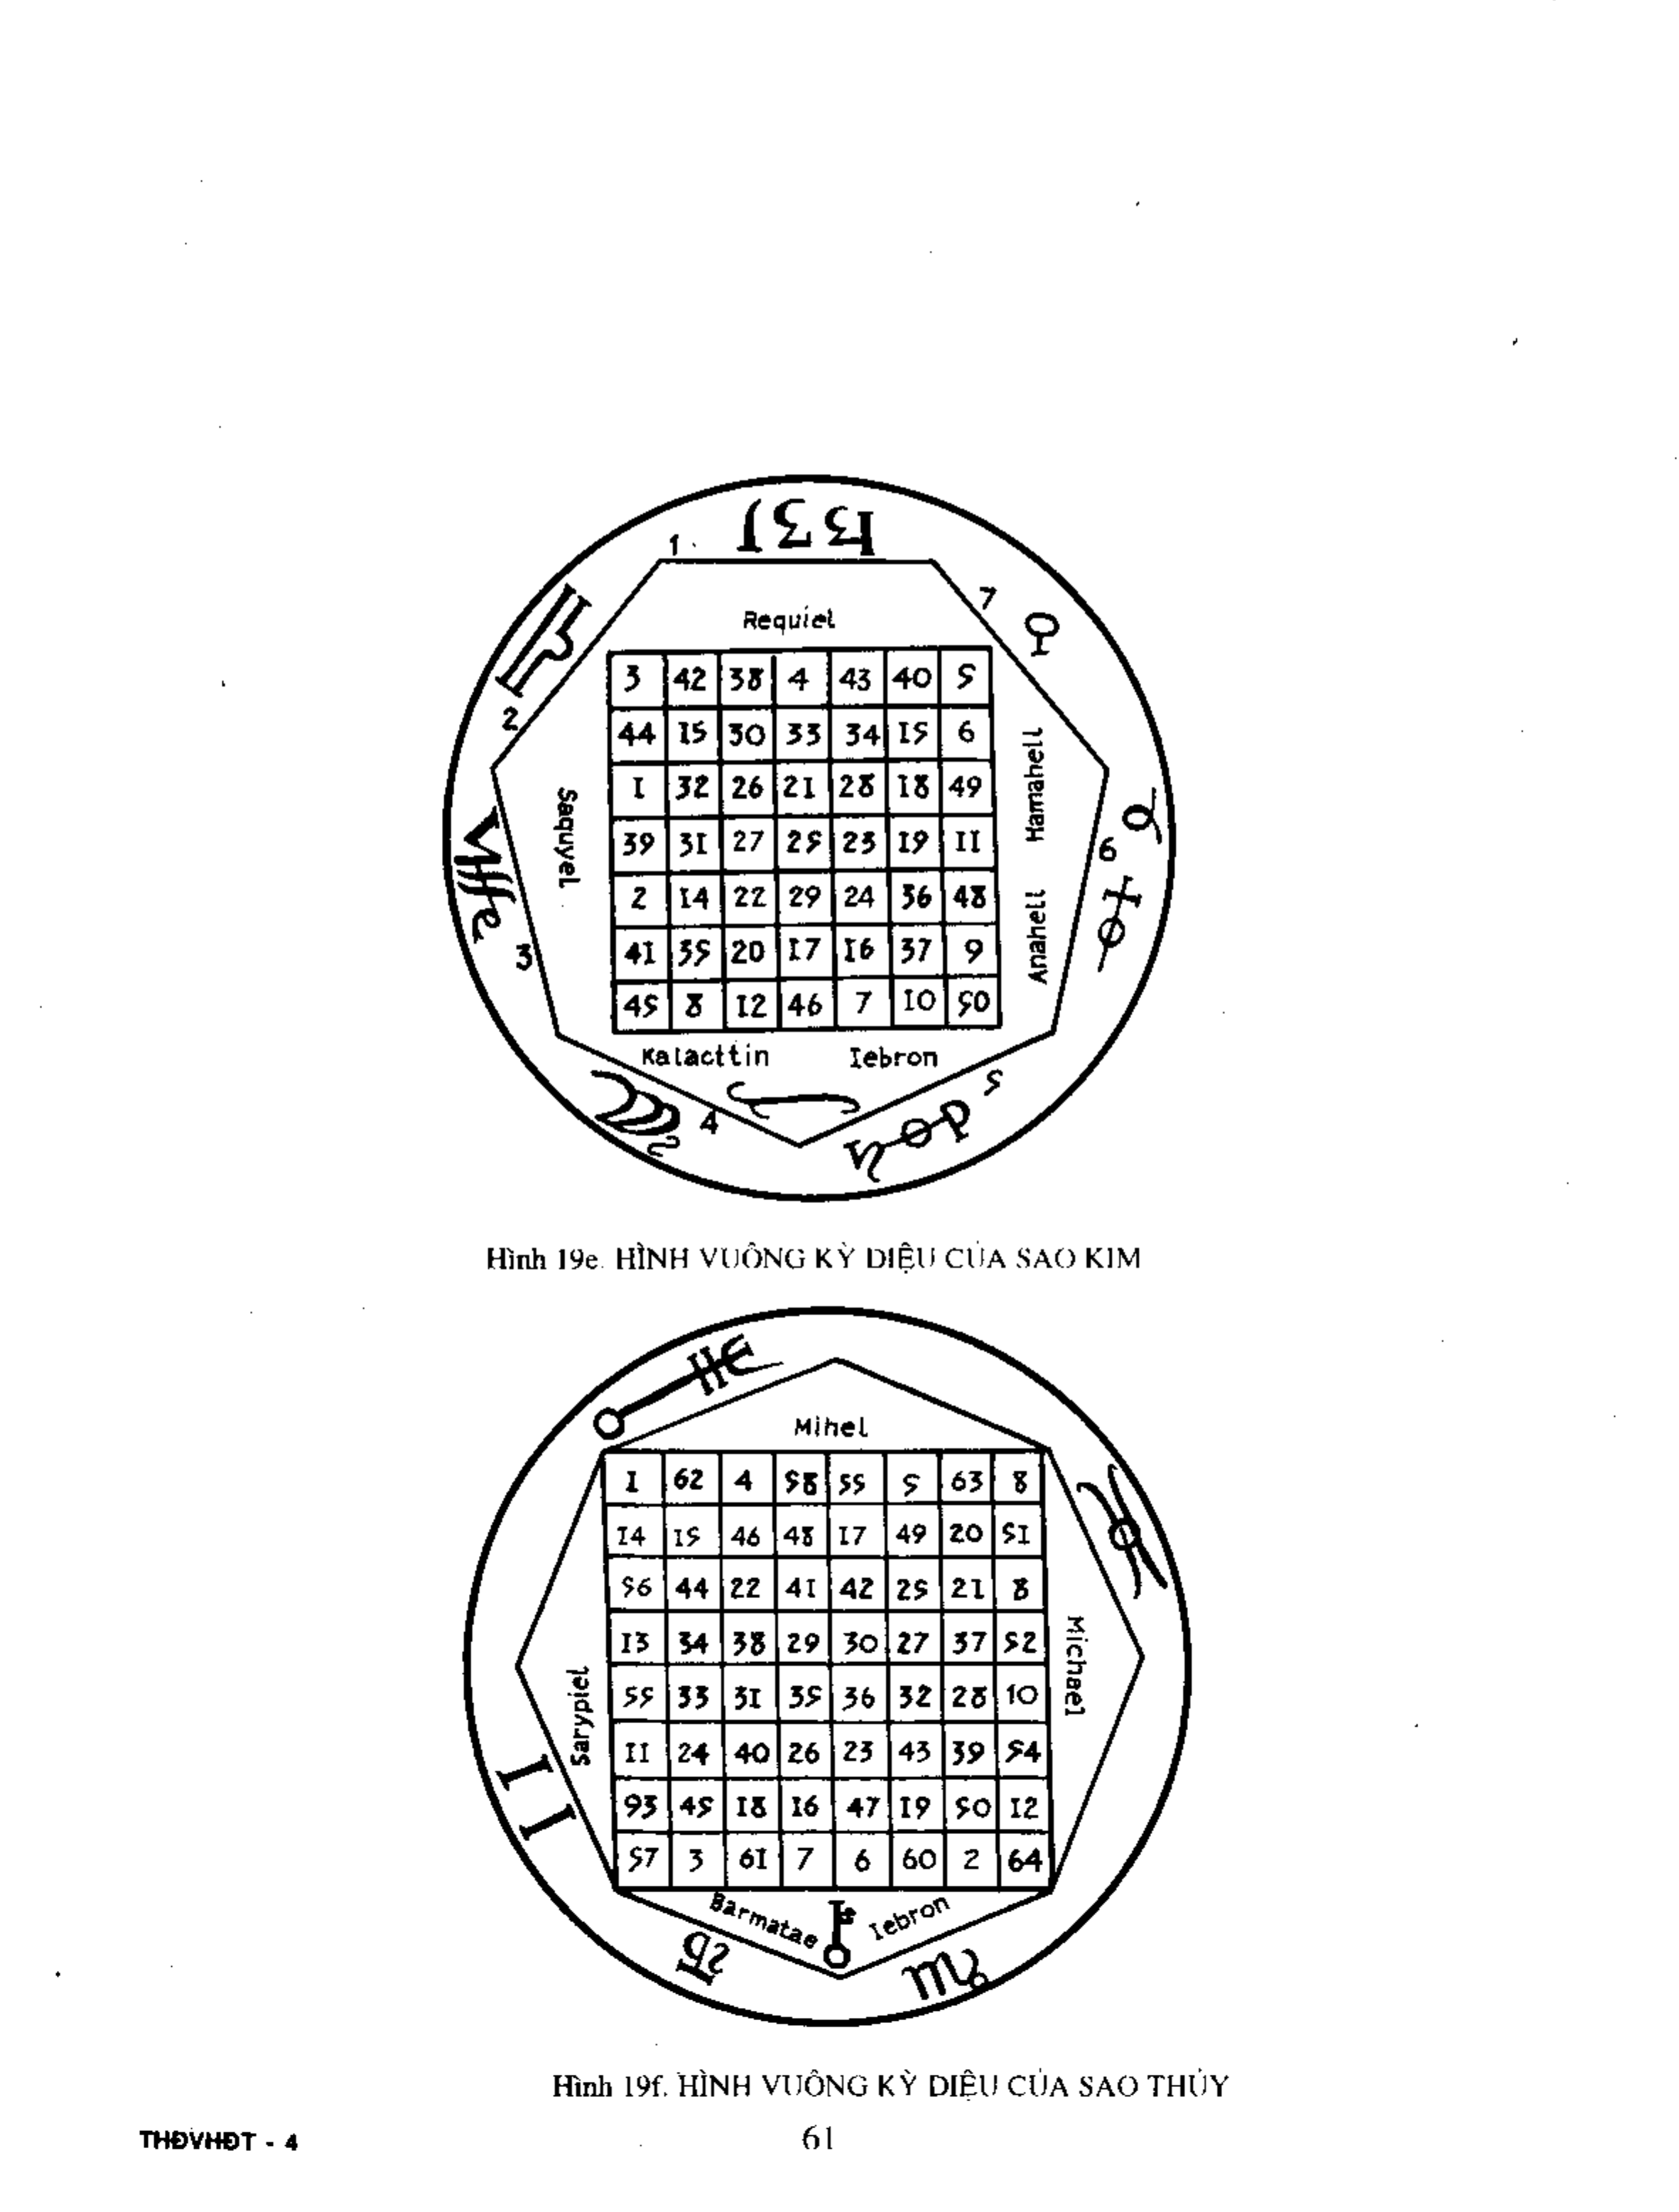 1
7
Requiel
3 42 38 4 43 40 5
44 15 30 33 34 15 6
1 32 26 21 28 18 49
39 31 27 25 23 19 11
2 14 22 29 24 36 48
41 35 20 17 16 37 9
45 8 12 46 7 10 50
2
Saquyel
3
Hamahell
Anahell
6
Kalacttin Iebron
4
5
Hình 19e. HÌNH VUÔNG KỲ DIỆU CỦA SAO KIM
Mihel
1 62 4 58 55 5 63 8
14 15 46 48 17 49 20 51
56 44 22 41 42 25 21 8
13 34 38 29 30 27 37 52
55 33 31 35 36 32 28 10
11 24 40 26 23 43 39 54
93 45 18 16 47 19 50 12
57 3 61 7 6 60 2 64
Sarypiel
Michael
Barmatae Iebron
Hình 19f. HÌNH VUÔNG KỲ DIỆU CỦA SAO THỦY
THĐVHĐT - 4
61